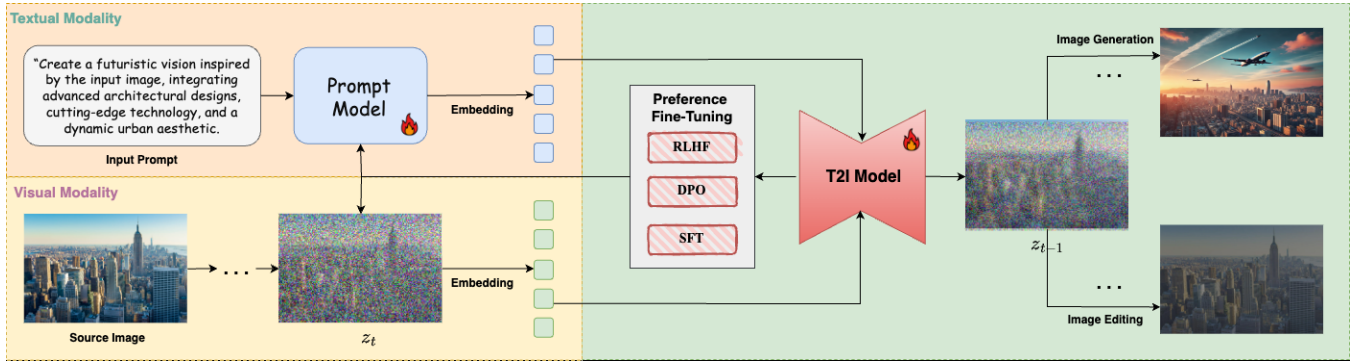 Textual Modality
“Create a futuristic vision inspired
by the input image, integrating
advanced architectural designs,
cutting-edge technology, and a
dynamic urban aesthetic.
Input Prompt
Prompt
Model
Embedding
Visual Modality
Source Image
...
z_t
Embedding
Preference
Fine-Tuning
RLHF
DPO
SFT
T2I Model
z_{t-1}
Image Generation
...
...
Image Editing